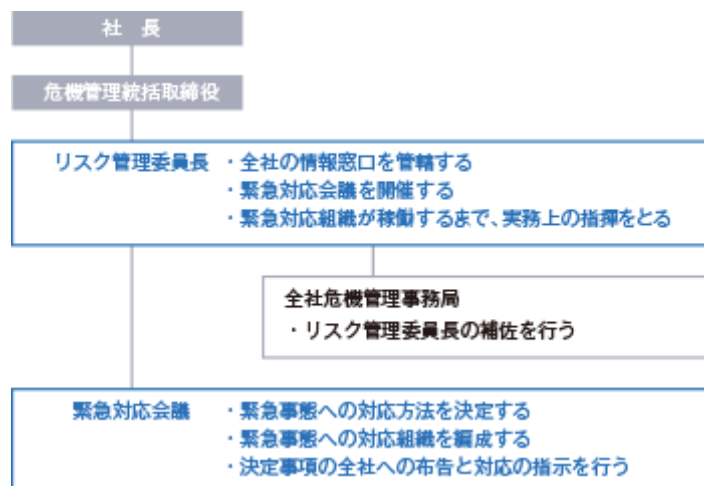 社 長
危機管理統括取締役
リスク管理委員長 ・全社の情報窓口を管轄する
・緊急対応会議を開催する
・緊急対応組織が稼働するまで、実務上の指揮をとる
全社危機管理事務局
・リスク管理委員長の補佐を行う
緊急対応会議 ・緊急事態への対応方法を決定する
・緊急事態への対応組織を編成する
・決定事項の全社への布告と対応の指示を行う